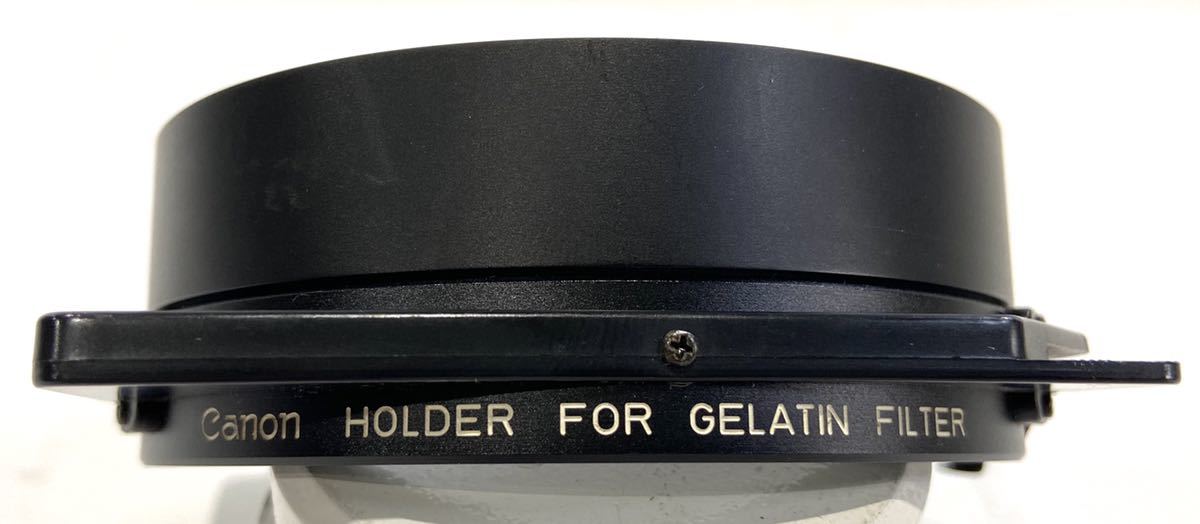 Canon HOLDER FOR GELATIN FILTER